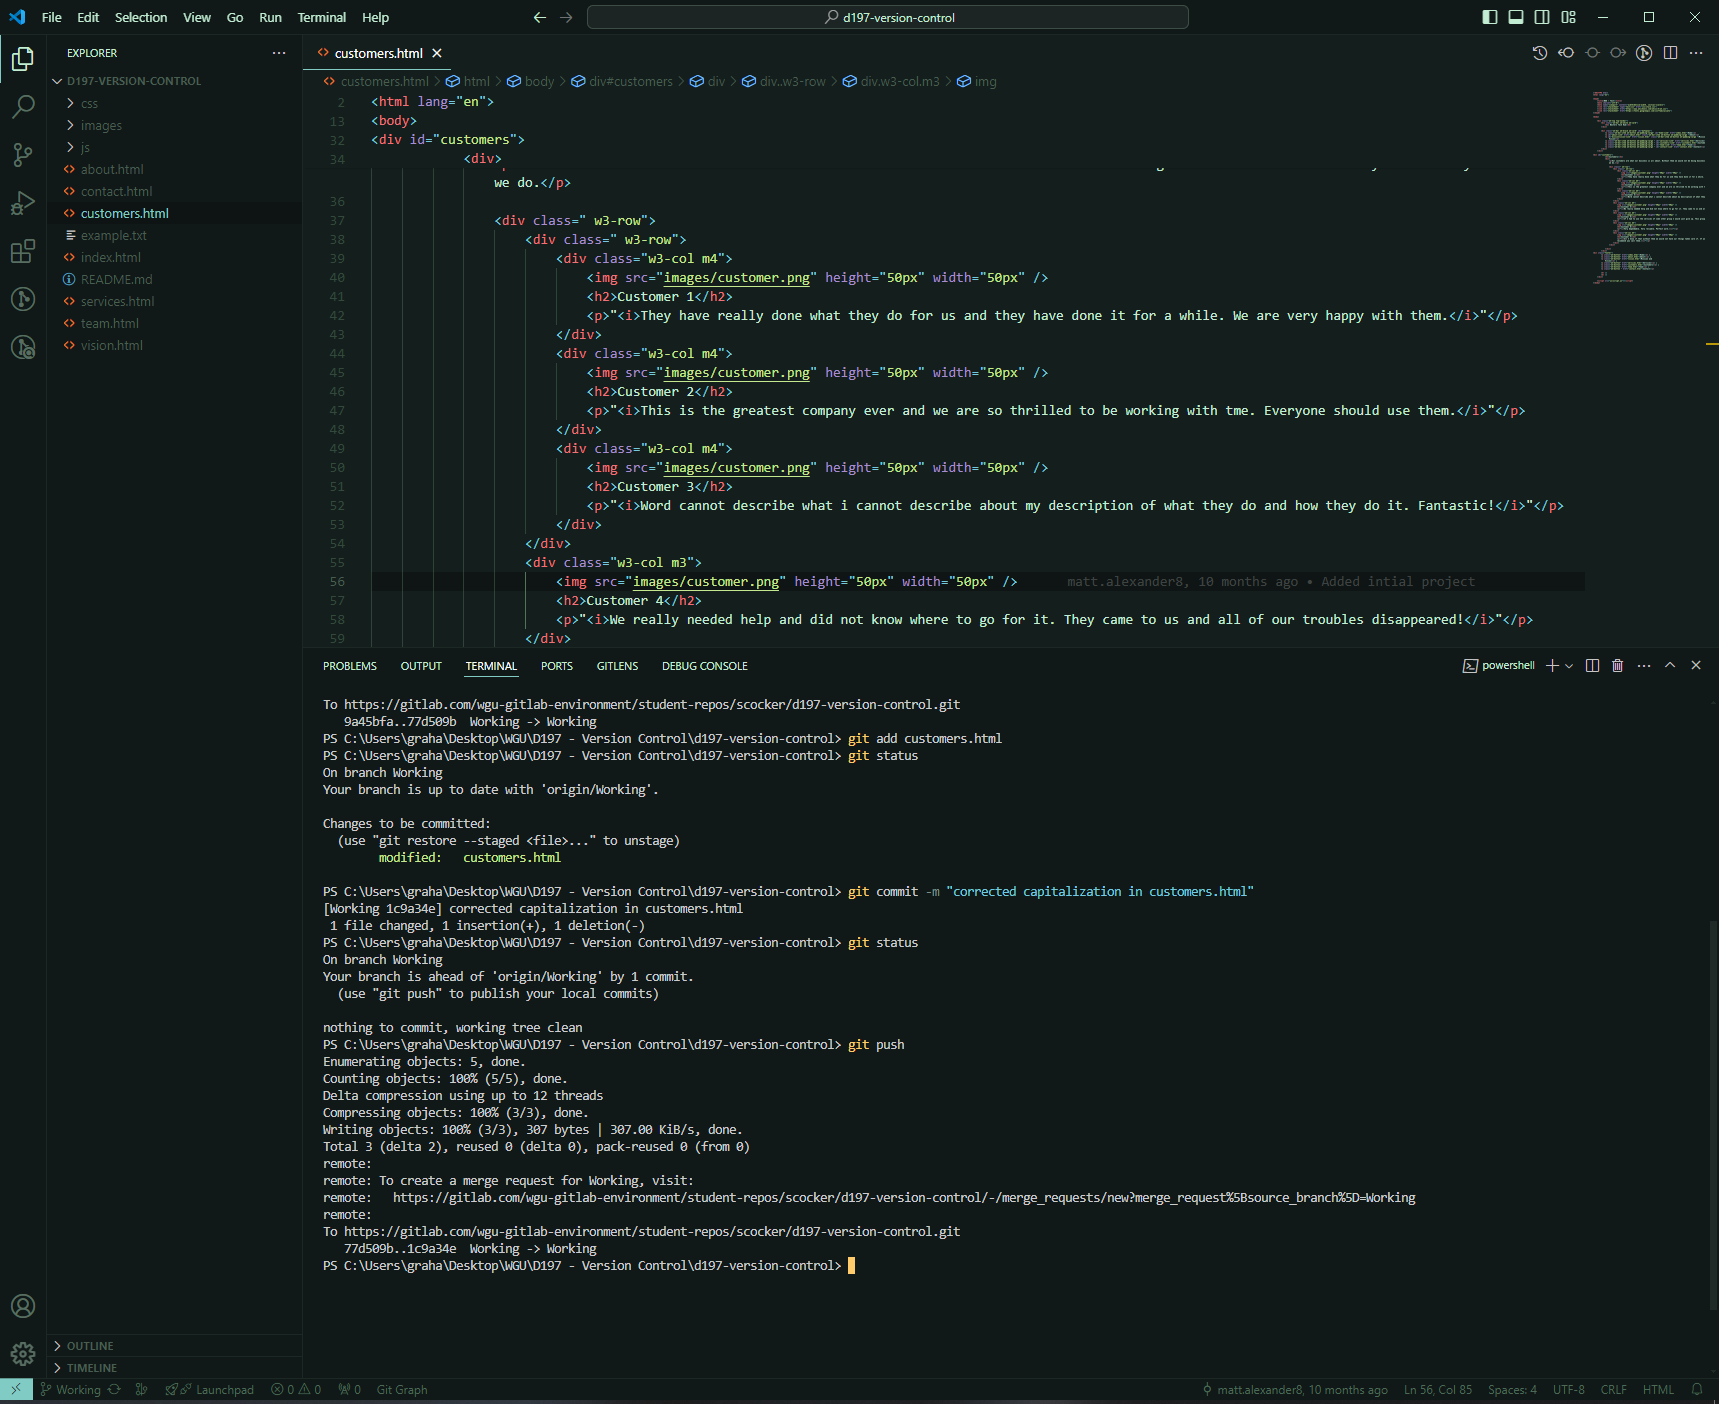 File Edit Selection View Go Run Terminal Help
d197-version-control
EXPLORER
D197-VERSION-CONTROL
css
images
js
about.html
contact.html
customers.html
example.txt
index.html
README.md
services.html
team.html
vision.html
OUTLINE
TIMELINE
customers.html
customers.html > html > body > div#customers > div > div..w3-row > div.w3-col.m3 > img
2 <html lang="en">
13 <body>
32 <div id="customers">
34 <div>
we do.</p>
36
37 <div class=" w3-row">
38 <div class=" w3-row">
39 <div class="w3-col m4">
40 <img src="images/customer.png" height="50px" width="50px" />
41 <h2>Customer 1</h2>
42 <p>"<i>They have really done what they do for us and they have done it for a while. We are very happy with them.</i>"</p>
43 </div>
44 <div class="w3-col m4">
45 <img src="images/customer.png" height="50px" width="50px" />
46 <h2>Customer 2</h2>
47 <p>"<i>This is the greatest company ever and we are so thrilled to be working with tme. Everyone should use them.</i>"</p>
48 </div>
49 <div class="w3-col m4">
50 <img src="images/customer.png" height="50px" width="50px" />
51 <h2>Customer 3</h2>
52 <p>"<i>Word cannot describe what i cannot describe about my description of what they do and how they do it. Fantastic!</i>"</p>
53 </div>
54 </div>
55 <div class="w3-col m3">
56 <img src="images/customer.png" height="50px" width="50px" /> matt.alexander8, 10 months ago • Added intial project
57 <h2>Customer 4</h2>
58 <p>"<i>We really needed help and did not know where to go for it. They came to us and all of our troubles disappeared!</i>"</p>
59 </div>
PROBLEMS OUTPUT TERMINAL PORTS GITLENS DEBUG CONSOLE
powershell
To https://gitlab.com/wgu-gitlab-environment/student-repos/scocker/d197-version-control.git
9a45bfa..77d509b Working -> Working
PS C:\Users\graha\Desktop\WGU\D197 - Version Control\d197-version-control> git add customers.html
PS C:\Users\graha\Desktop\WGU\D197 - Version Control\d197-version-control> git status
On branch Working
Your branch is up to date with 'origin/Working'.
Changes to be committed:
(use "git restore --staged <file>..." to unstage)
modified: customers.html
PS C:\Users\graha\Desktop\WGU\D197 - Version Control\d197-version-control> git commit -m "corrected capitalization in customers.html"
[Working 1c9a34e] corrected capitalization in customers.html
1 file changed, 1 insertion(+), 1 deletion(-)
PS C:\Users\graha\Desktop\WGU\D197 - Version Control\d197-version-control> git status
On branch Working
Your branch is ahead of 'origin/Working' by 1 commit.
(use "git push" to publish your local commits)
nothing to commit, working tree clean
PS C:\Users\graha\Desktop\WGU\D197 - Version Control\d197-version-control> git push
Enumerating objects: 5, done.
Counting objects: 100% (5/5), done.
Delta compression using up to 12 threads
Compressing objects: 100% (3/3), done.
Writing objects: 100% (3/3), 307 bytes | 307.00 KiB/s, done.
Total 3 (delta 2), reused 0 (delta 0), pack-reused 0 (from 0)
remote:
remote: To create a merge request for Working, visit:
remote: https://gitlab.com/wgu-gitlab-environment/student-repos/scocker/d197-version-control/-/merge_requests/new?merge_request%5Bsource_branch%5D=Working
remote:
To https://gitlab.com/wgu-gitlab-environment/student-repos/scocker/d197-version-control.git
77d509b..1c9a34e Working -> Working
PS C:\Users\graha\Desktop\WGU\D197 - Version Control\d197-version-control>
Working Launchpad 0 0 0 Git Graph matt.alexander8, 10 months ago Ln 56, Col 85 Spaces: 4 UTF-8 CRLF HTML